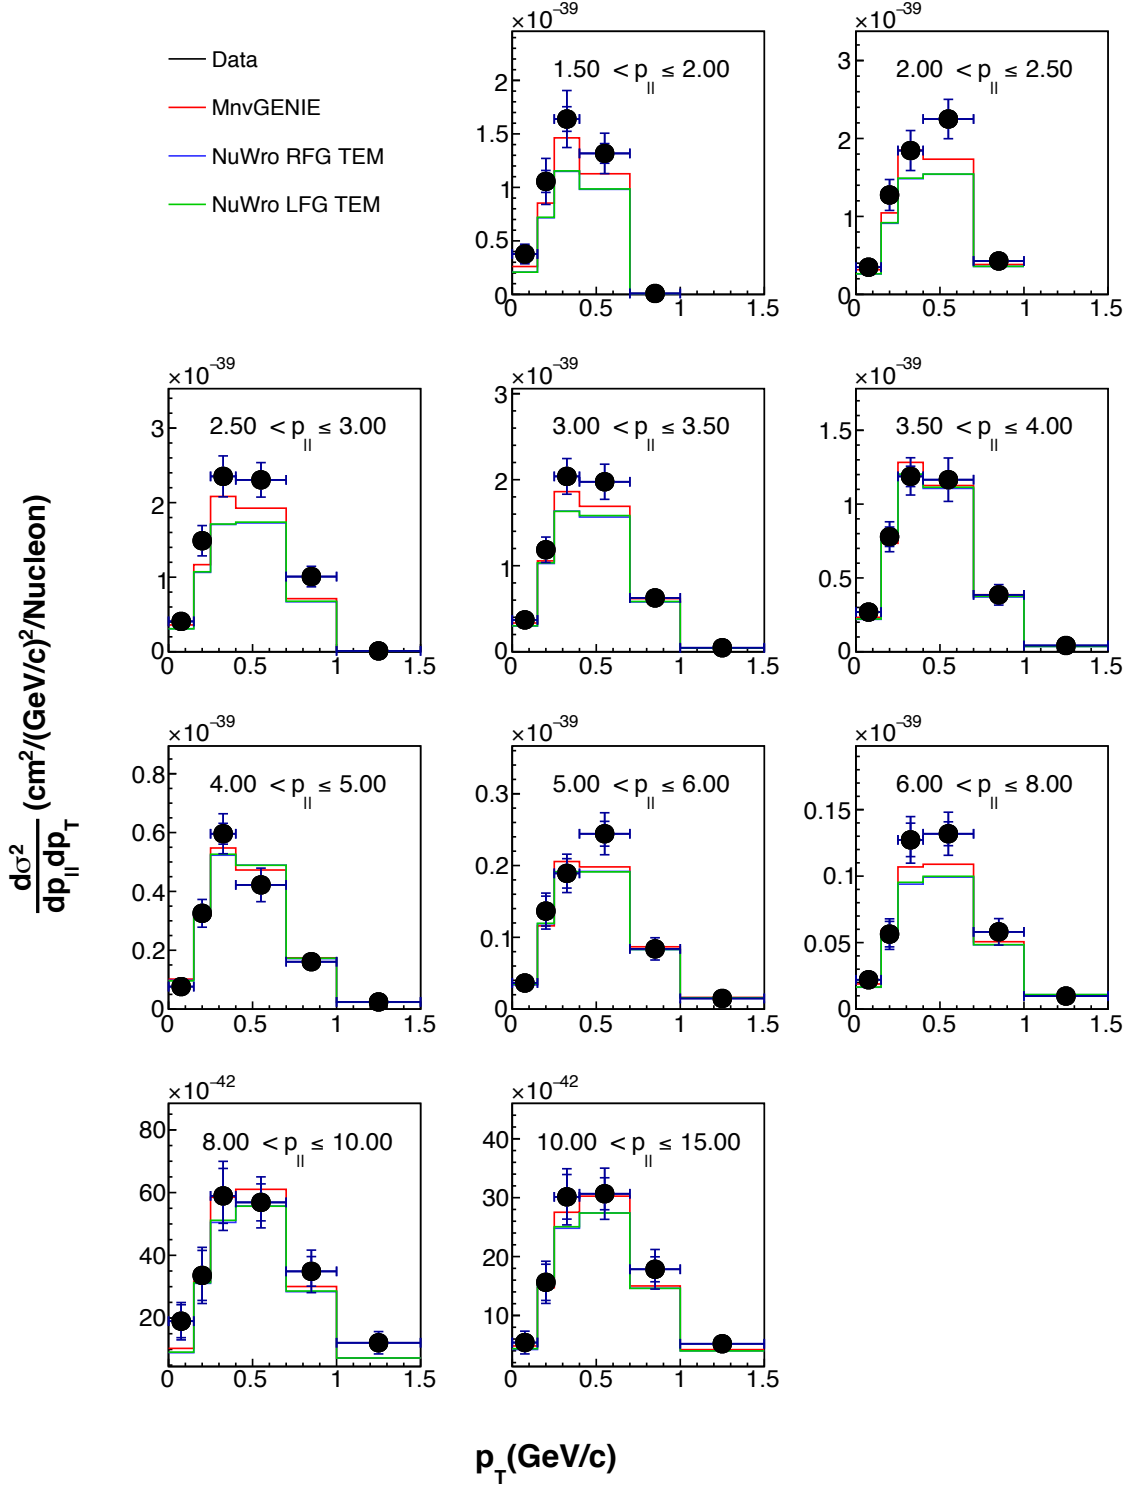 Data
MnvGENIE
NuWro RFG TEM
NuWro LFG TEM
×10⁻³⁹
1.50 < p_|| ≤ 2.00
2
1.5
1
0.5
0
0 0.5 1 1.5
×10⁻³⁹
2.00 < p_|| ≤ 2.50
3
2
1
0
0 0.5 1 1.5
×10⁻³⁹
2.50 < p_|| ≤ 3.00
3
2
1
0
0 0.5 1 1.5
×10⁻³⁹
3.00 < p_|| ≤ 3.50
3
2
1
0
0 0.5 1 1.5
×10⁻³⁹
3.50 < p_|| ≤ 4.00
1.5
1
0.5
0
0 0.5 1 1.5
dσ²/dp_||dp_T (cm²/(GeV/c)²/Nucleon)
×10⁻³⁹
4.00 < p_|| ≤ 5.00
0.8
0.6
0.4
0.2
0
0 0.5 1 1.5
×10⁻³⁹
5.00 < p_|| ≤ 6.00
0.3
0.2
0.1
0
0 0.5 1 1.5
×10⁻³⁹
6.00 < p_|| ≤ 8.00
0.15
0.1
0.05
0
0 0.5 1 1.5
×10⁻⁴²
8.00 < p_|| ≤ 10.00
80
60
40
20
0 0.5 1 1.5
×10⁻⁴²
10.00 < p_|| ≤ 15.00
40
30
20
10
0 0.5 1 1.5
p_T(GeV/c)